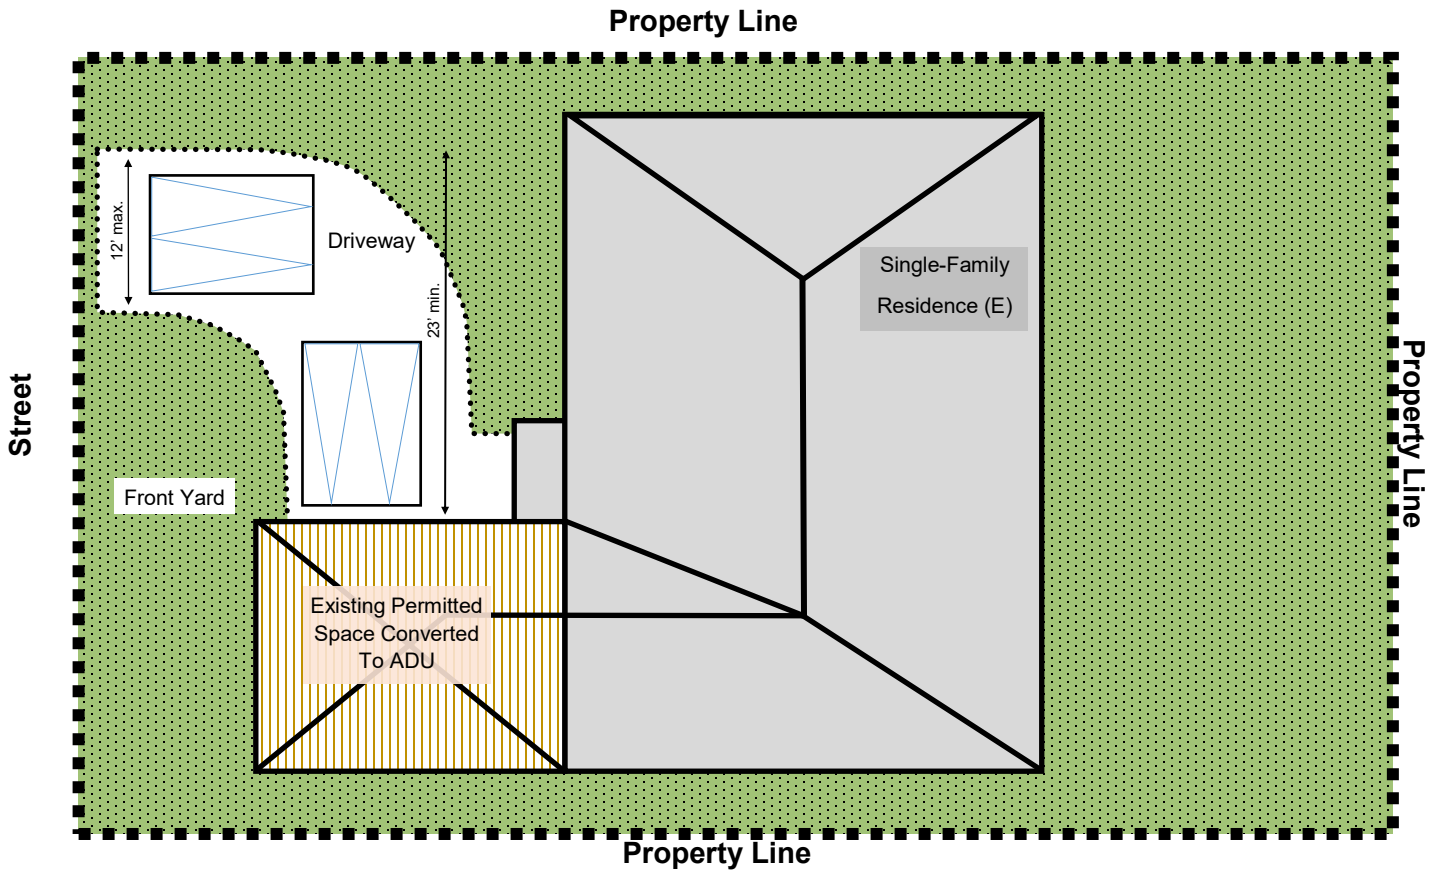 Property Line
12’ max.
Driveway
Single-Family
Residence (E)
23’ min.
Street
Property Line
Front Yard
Existing Permitted
Space Converted
To ADU
Property Line